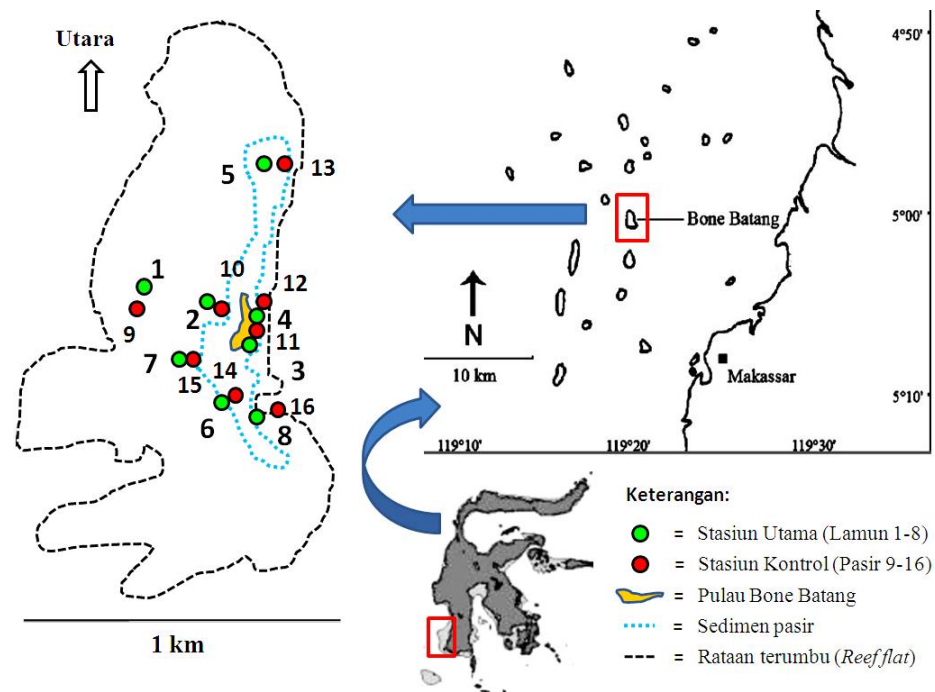 Utara
5
13
1
10
12
9
2
4
11
7
15
14
3
6
16
8
1 km
4°50'
5°00'
5°10'
Bone Batang
N
10 km
Makassar
119°10'
119°20'
119°30'
Keterangan:
= Stasiun Utama (Lamun 1-8)
= Stasiun Kontrol (Pasir 9-16)
= Pulau Bone Batang
= Sedimen pasir
= Rataan terumbu (Reef flat)